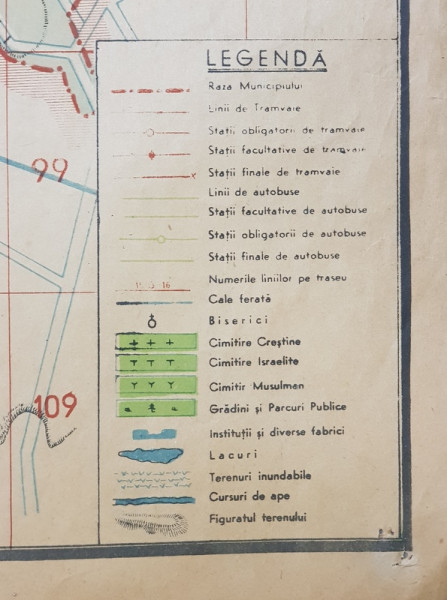 LEGENDĂ
Raza Municipiului
Linii de Tramvaie
Stații obligatorii de tramvaie
Stații facultative de tramvaie
Stații finale de tramvaie
Linii de autobuse
Stații facultative de autobuse
Stații obligatorii de autobuse
Stații finale de autobuse
Numerile liniilor pe traseu
Cale ferată
Biserici
Cimitire Creștine
Cimitire Israelite
Cimitir Musulman
Grădini și Parcuri Publice
Instituții și diverse fabrici
Lacuri
Terenuri inundabile
Cursuri de ape
Figuratul terenului
99
109